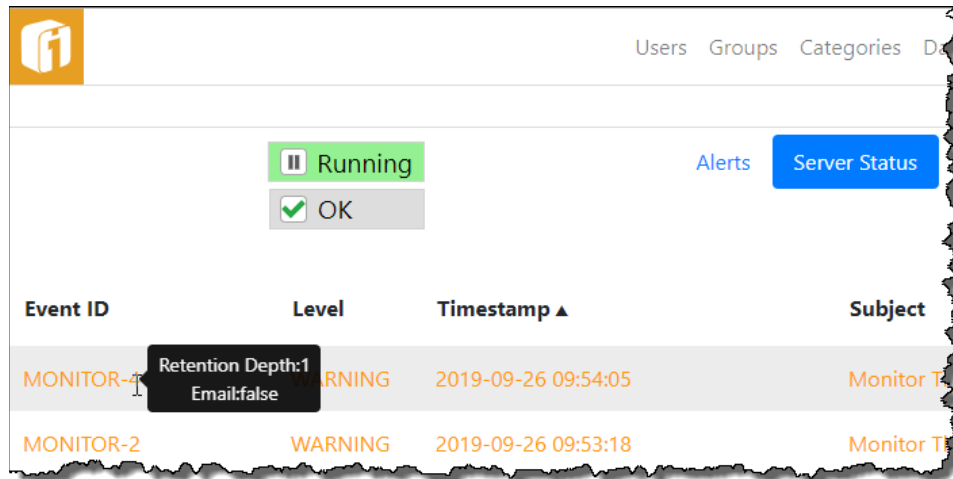 Users Groups Categories
Running
Alerts
Server Status
OK
Event ID
Level
Timestamp ▲
Subject
Retention Depth:1
Email:false
WARNING
2019-09-26 09:54:05
Monitor
MONITOR-2
WARNING
2019-09-26 09:53:18
Monitor